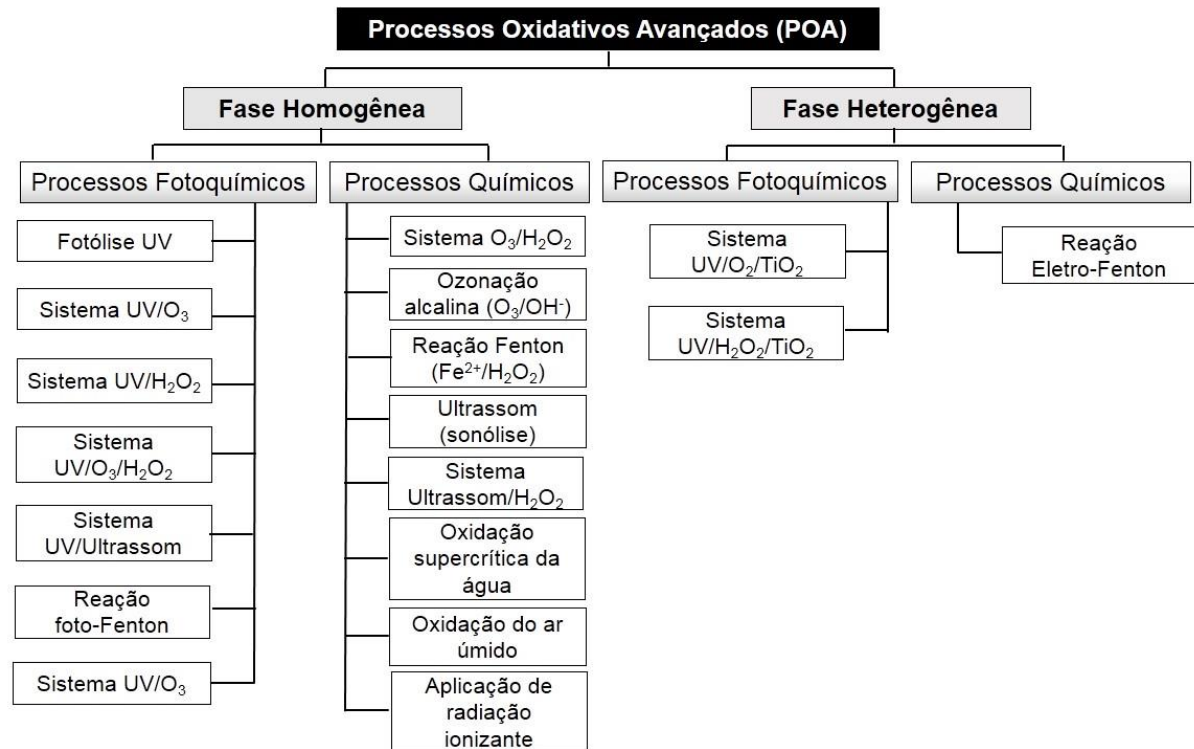 Processos Oxidativos Avançados (POA)
Fase Homogênea
Fase Heterogênea
Processos Fotoquímicos
Processos Químicos
Processos Fotoquímicos
Processos Químicos
Fotólise UV
Sistema UV/O₃
Sistema UV/H₂O₂
Sistema
UV/O₃/H₂O₂
Sistema
UV/Ultrassom
Reação
foto-Fenton
Sistema UV/O₃
Sistema O₃/H₂O₂
Ozonação
alcalina (O₃/OH⁻)
Reação Fenton
(Fe²⁺/H₂O₂)
Ultrassom
(sonólise)
Sistema
Ultrassom/H₂O₂
Oxidação
supercrítica da
água
Oxidação do ar
úmido
Aplicação de
radiação
ionizante
Sistema
UV/O₂/TiO₂
Sistema
UV/H₂O₂/TiO₂
Reação
Eletro-Fenton